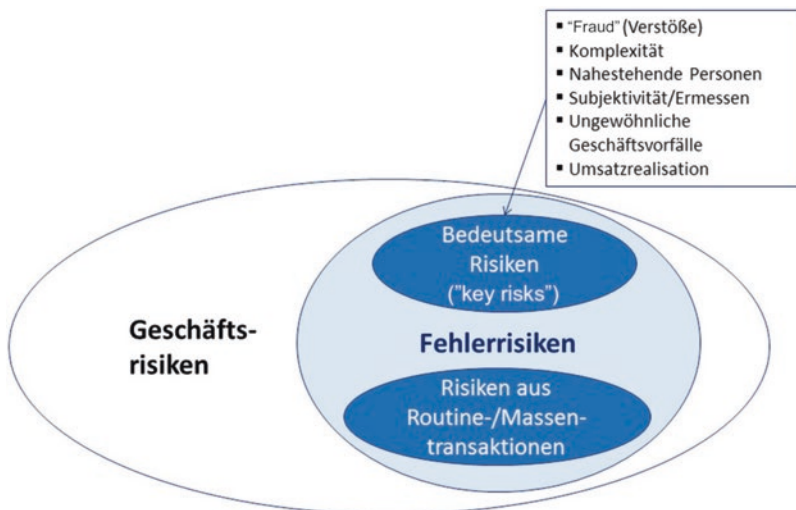 ▪ “Fraud” (Verstöße)
▪ Komplexität
▪ Nahestehende Personen
▪ Subjektivität/Ermessen
▪ Ungewöhnliche
Geschäftsvorfälle
▪ Umsatzrealisation
Bedeutsame
Risiken
(”key risks”)
Geschäfts-
risiken
Fehlerrisiken
Risiken aus
Routine-/Massen-
transaktionen